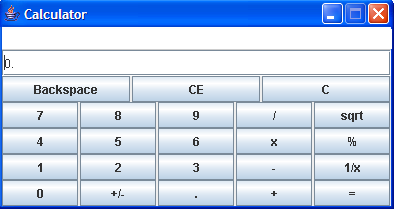 Calculator
0.
Backspace CE C
7 8 9 / sqrt
4 5 6 x %
1 2 3 - 1/x
0 +/- . + =